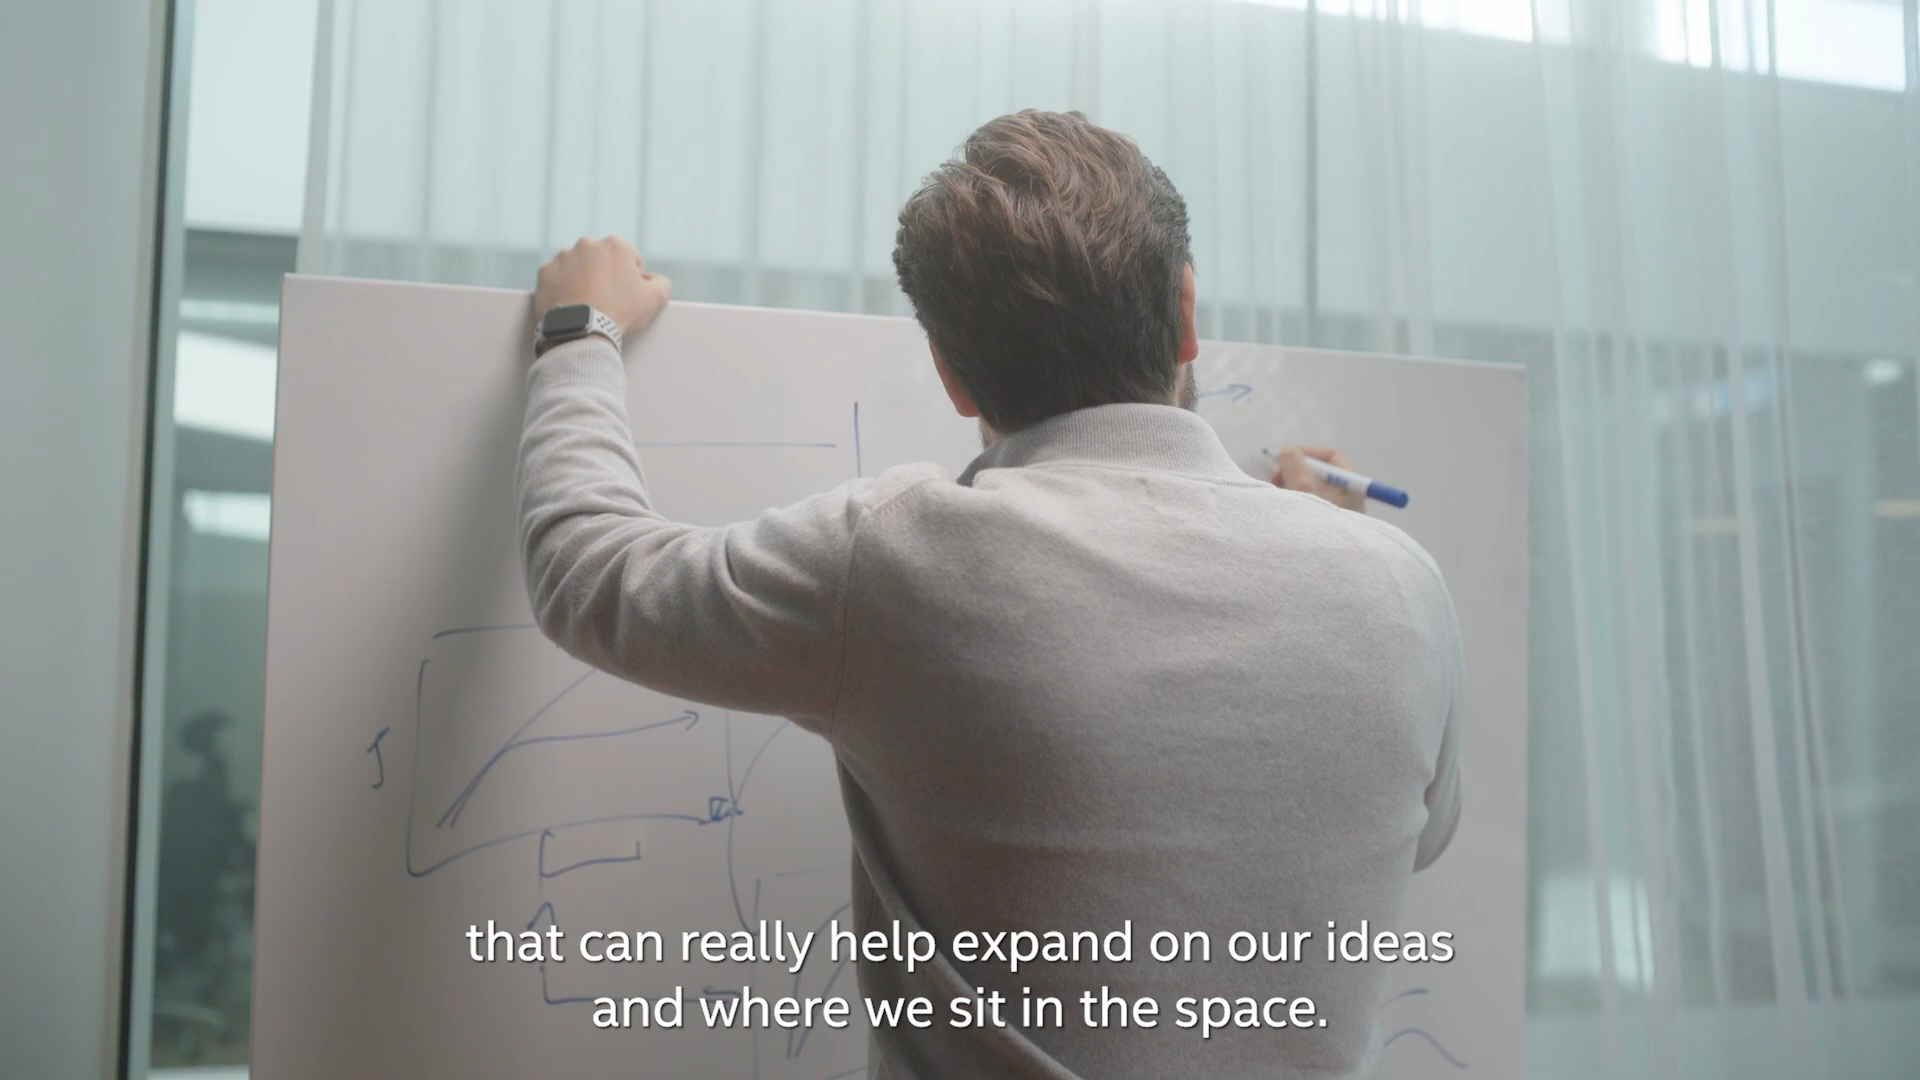 that can really help expand on our ideas
and where we sit in the space.